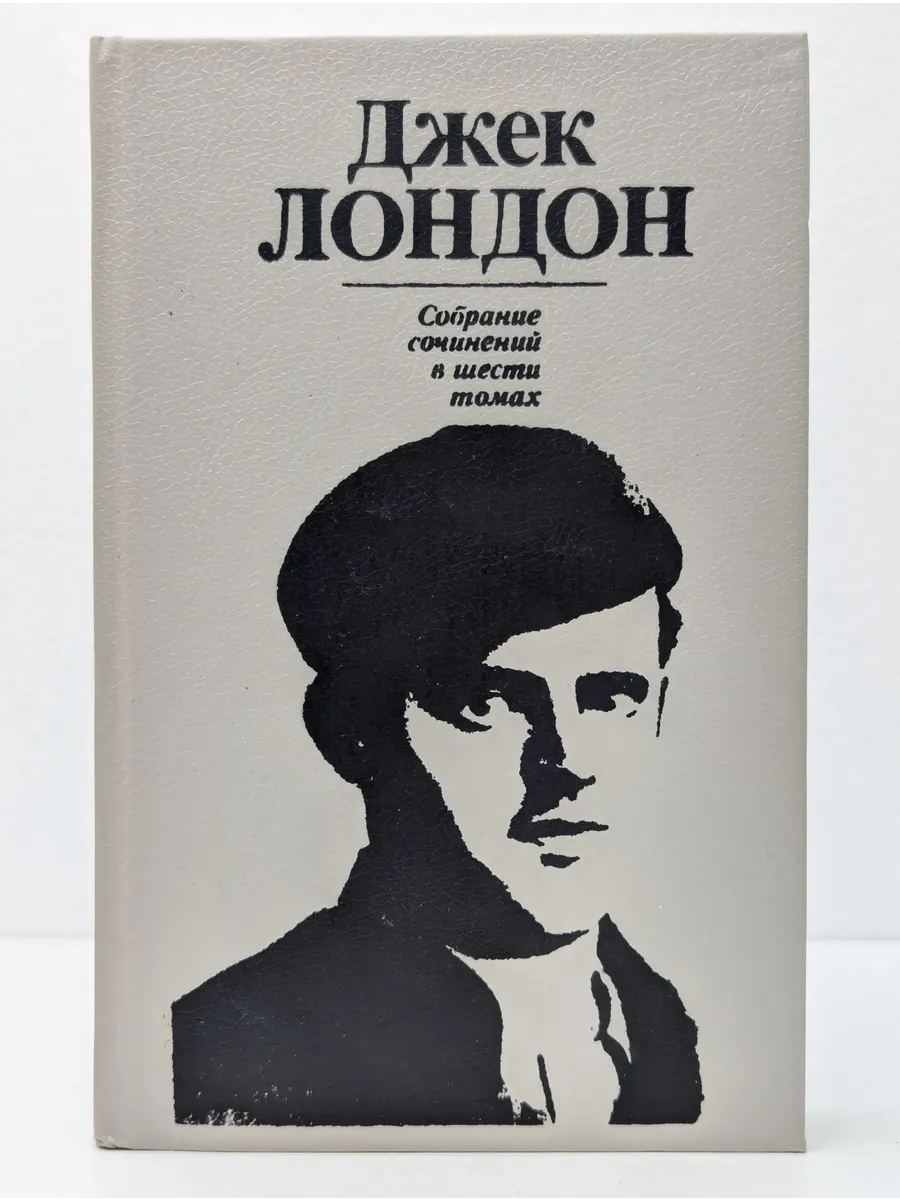 Джек
ЛОНДОН
Собрание
сочинений
в шести
томах